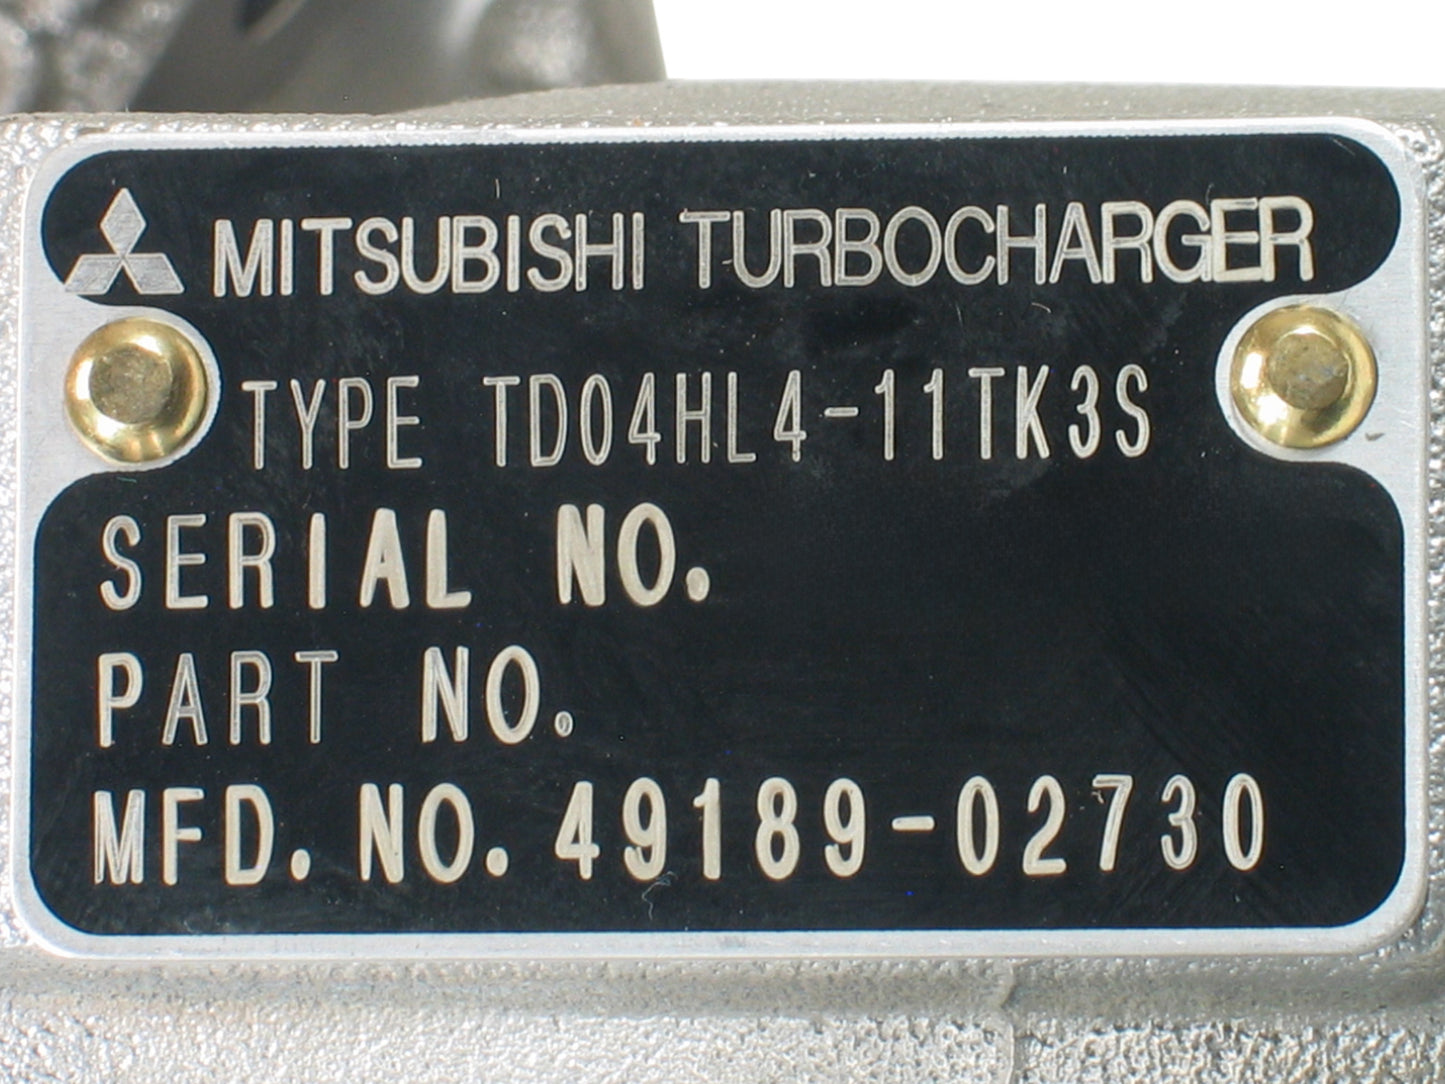 MITSUBISHI TURBOCHARGER
TYPE TD04HL4-11TK3S
SERIAL NO.
PART NO.
MFD. NO. 49189-02730